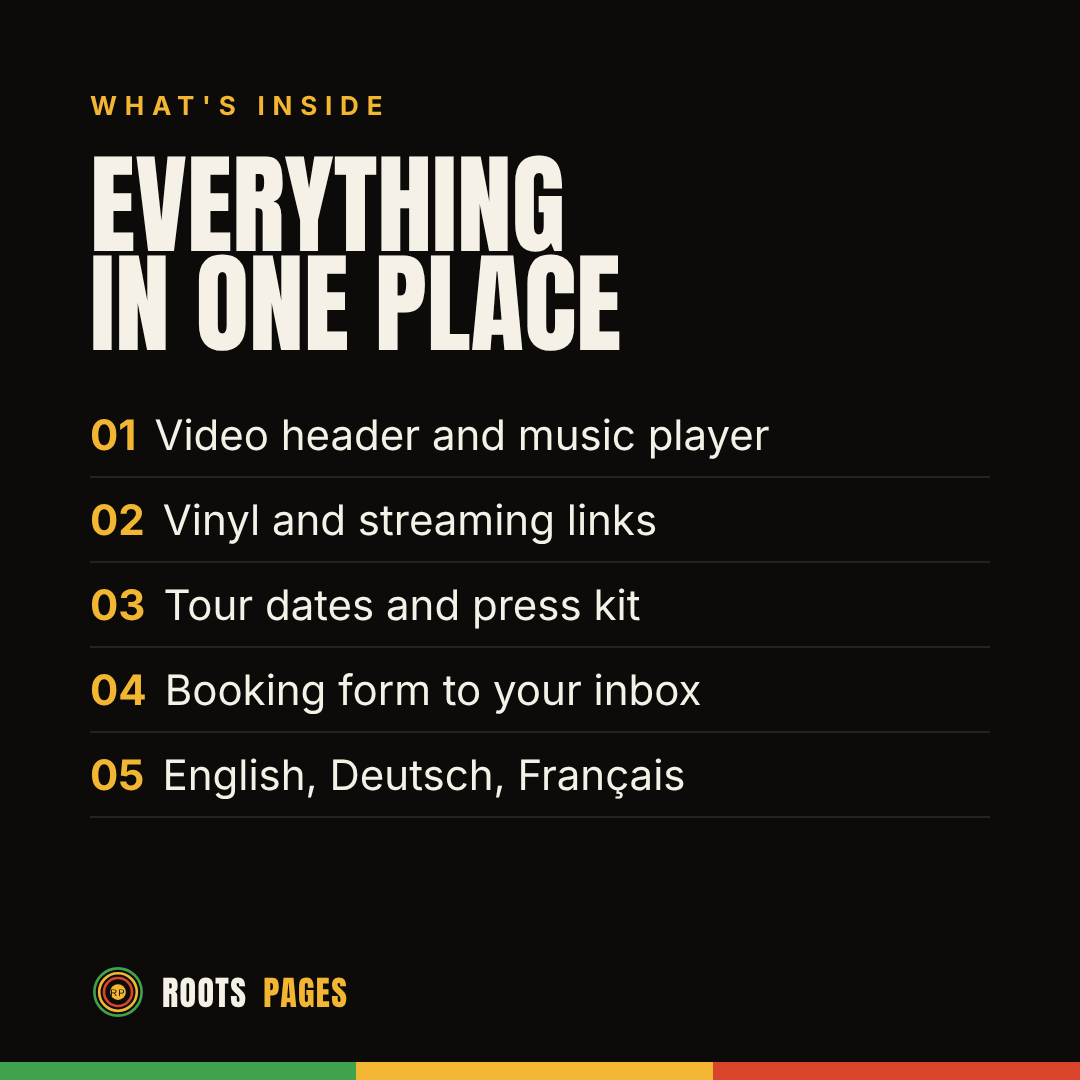 WHAT'S INSIDE
EVERYTHING
IN ONE PLACE
01 Video header and music player
02 Vinyl and streaming links
03 Tour dates and press kit
04 Booking form to your inbox
05 English, Deutsch, Français
RP
ROOTS PAGES